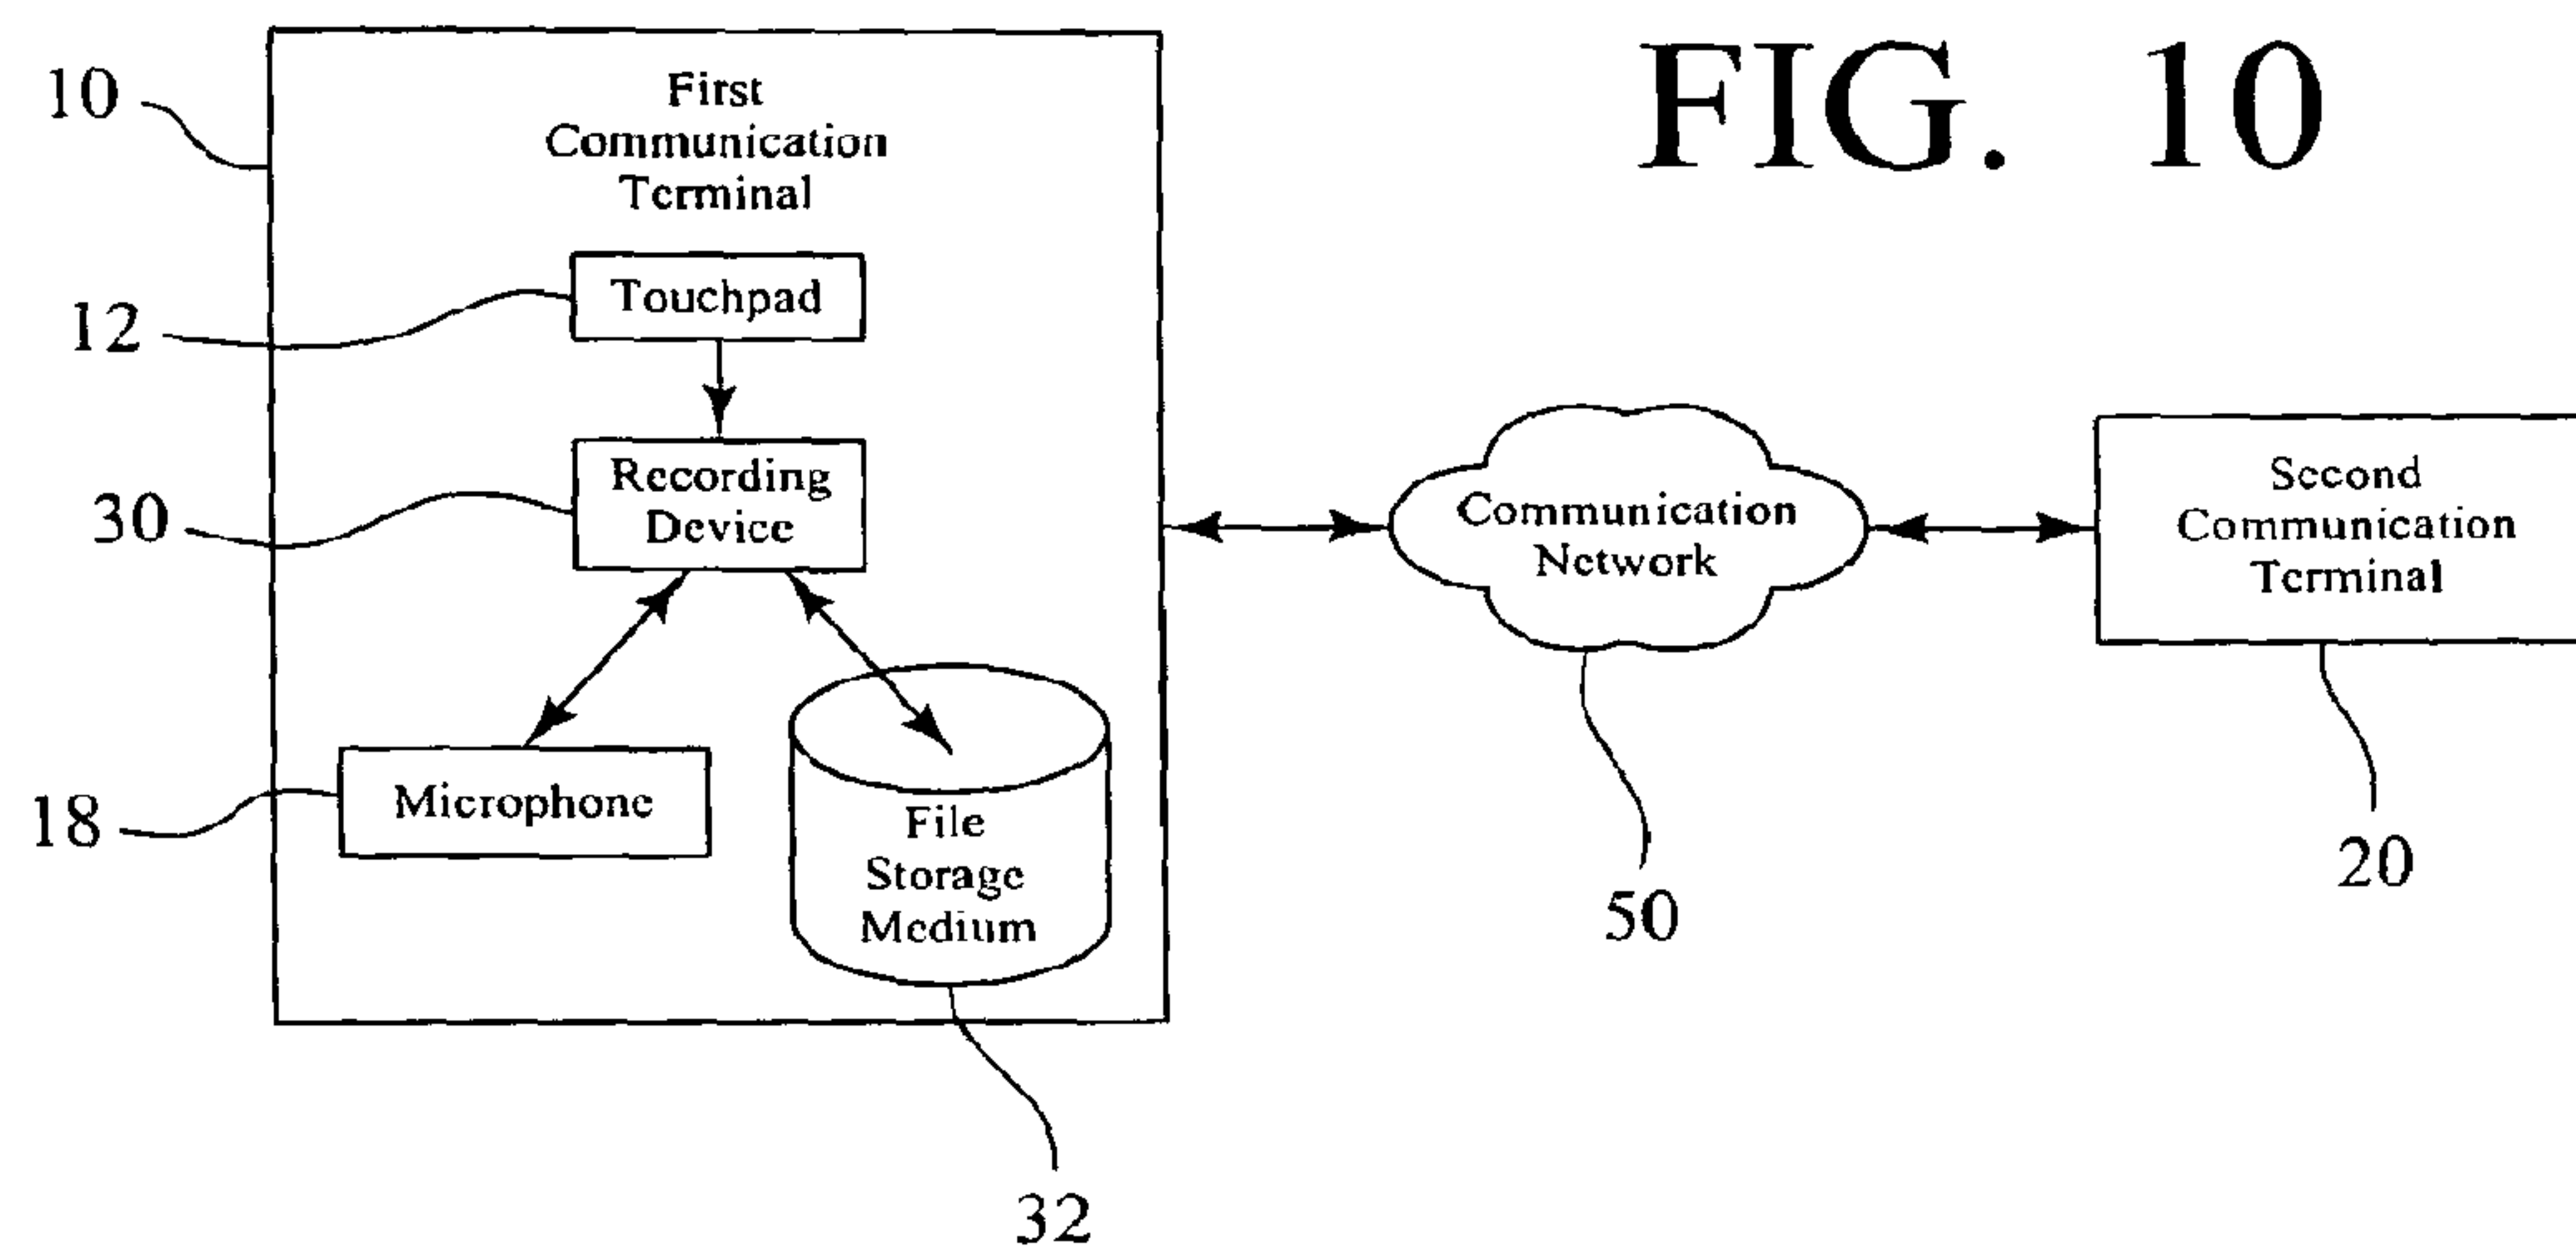 FIG. 10
10
First
Communication
Terminal
12
Touchpad
30
Recording
Device
18
Microphone
File
Storage
Medium
32
Communication
Network
50
Second
Communication
Terminal
20